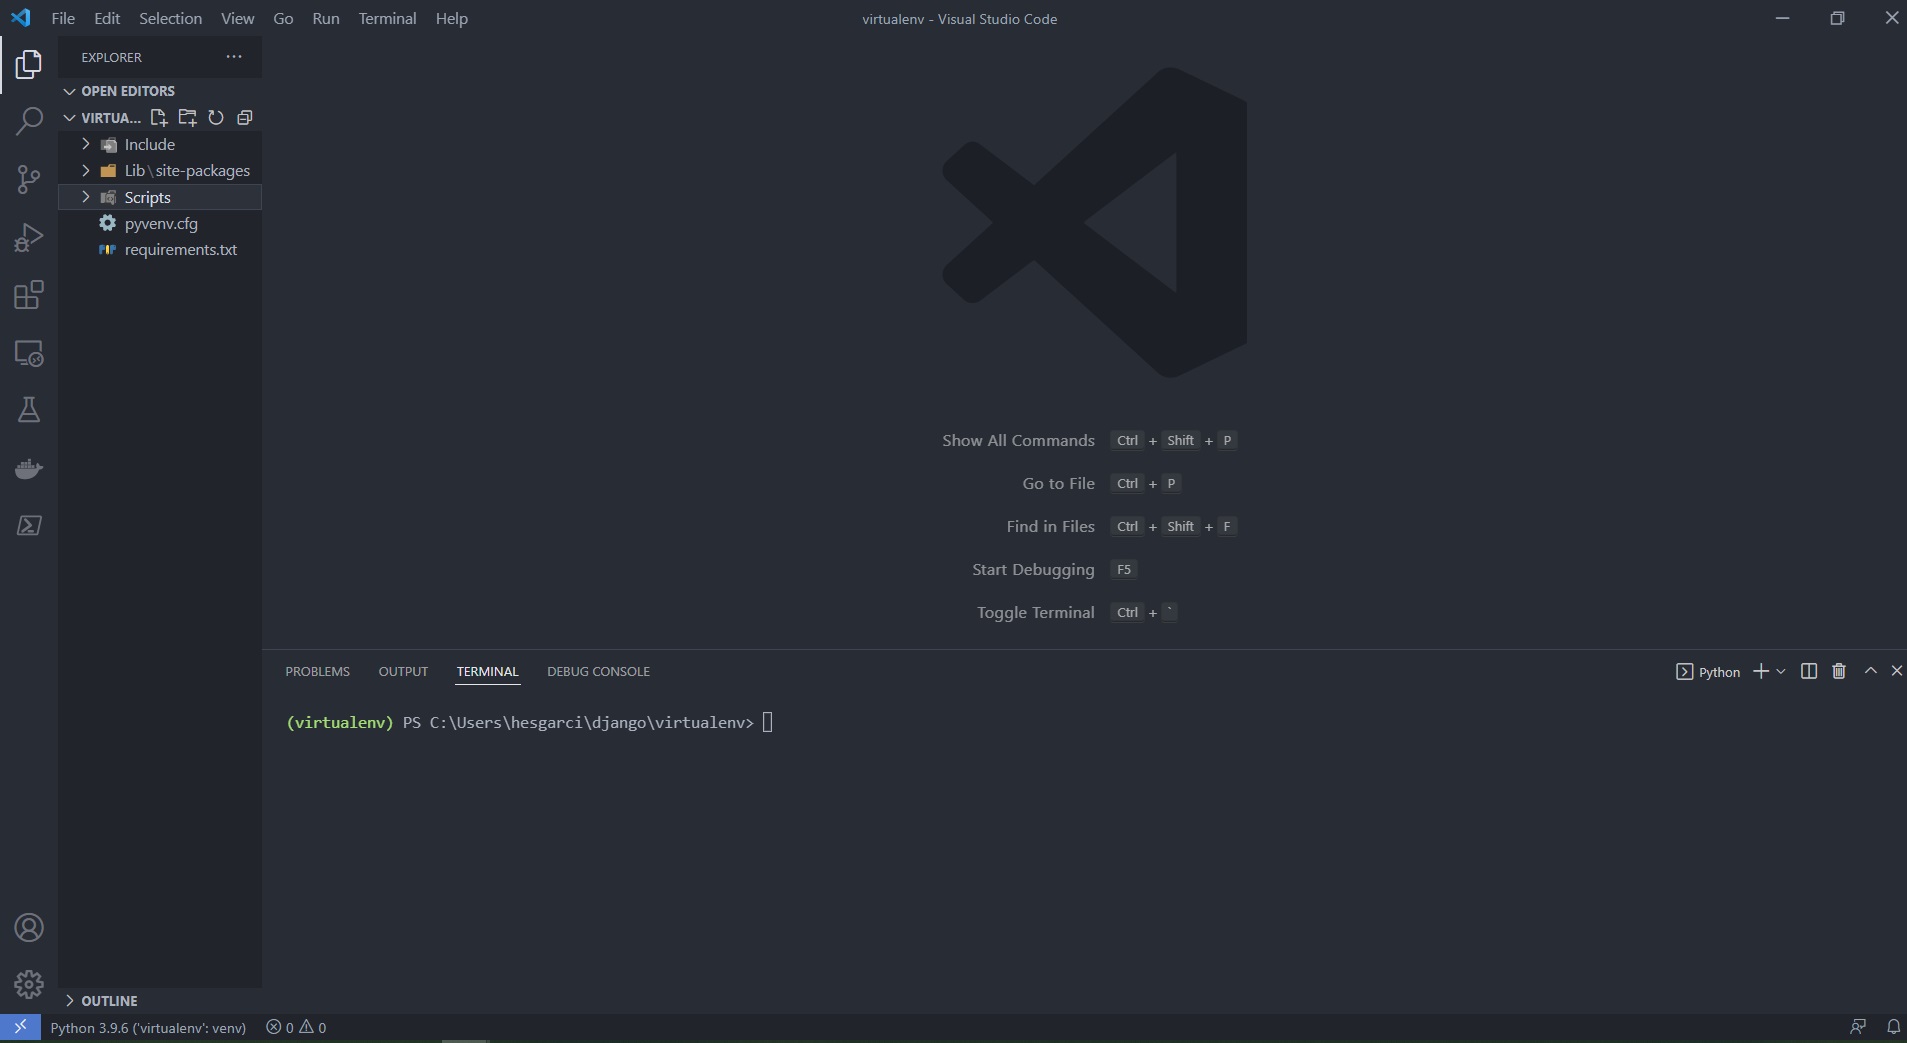 File Edit Selection View Go Run Terminal Help
virtualenv - Visual Studio Code
EXPLORER
OPEN EDITORS
VIRTUA...
Include
Lib\site-packages
Scripts
pyvenv.cfg
requirements.txt
Show All Commands Ctrl + Shift + P
Go to File Ctrl + P
Find in Files Ctrl + Shift + F
Start Debugging F5
Toggle Terminal Ctrl + `
PROBLEMS OUTPUT TERMINAL DEBUG CONSOLE
Python
(virtualenv) PS C:\Users\hesgarci\django\virtualenv>
OUTLINE
Python 3.9.6 ('virtualenv': venv) 0 0